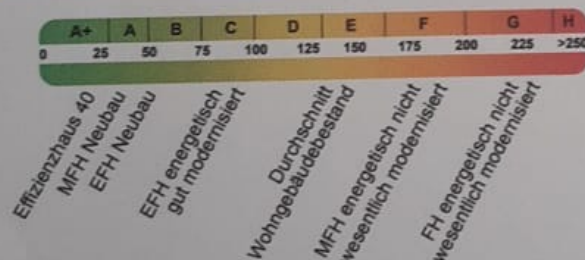 A+ A B C D E F G H
0 25 50 75 100 125 150 175 200 225 >250
Effizienzhaus 40
MFH Neubau
EFH Neubau
EFH energetisch
gut modernisiert
Durchschnitt
Wohngebäudebestand
MFH energetisch nicht
wesentlich modernisiert
FH energetisch nicht
wesentlich modernisiert